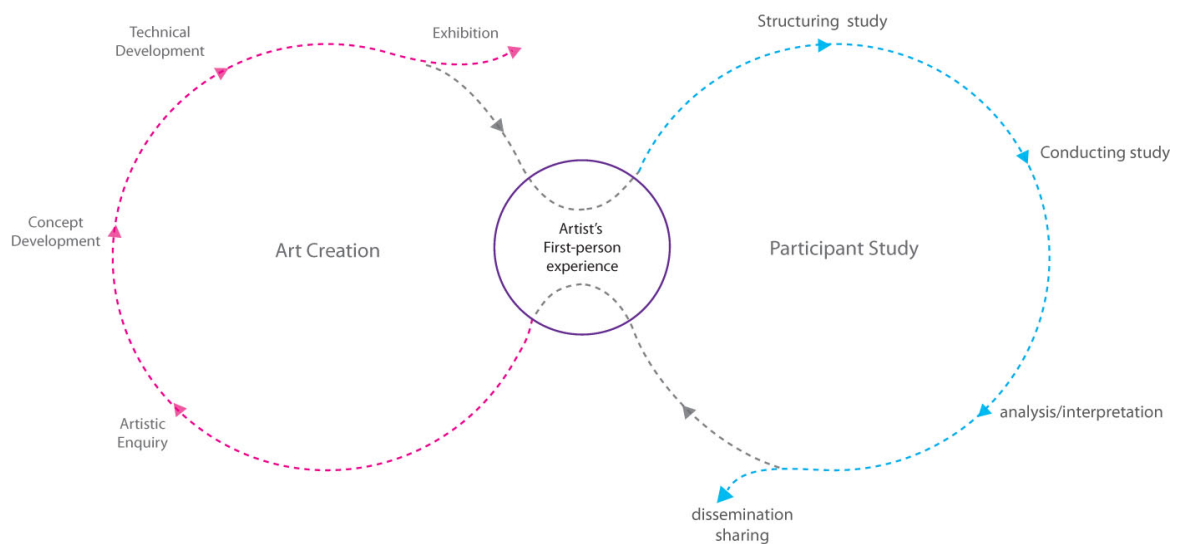 Technical
Development
Exhibition
Structuring study
Conducting study
Concept
Development
Art Creation
Artist's
First-person
experience
Participant Study
Artistic
Enquiry
analysis/interpretation
dissemination
sharing